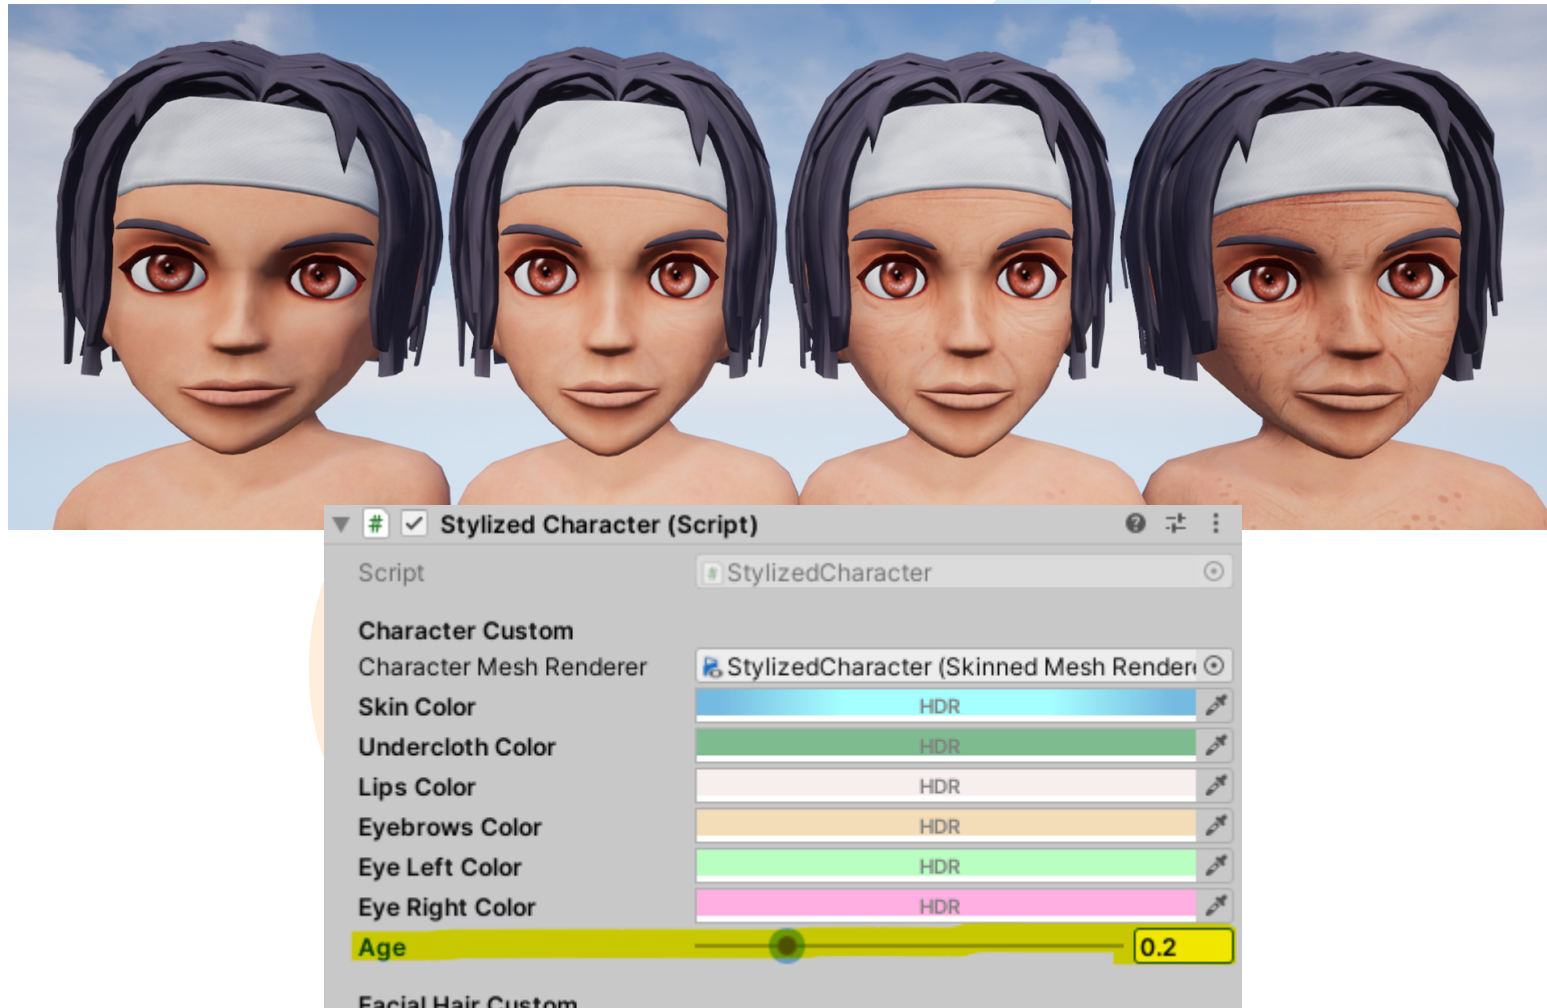 Stylized Character (Script)
Script StylizedCharacter
Character Custom
Character Mesh Renderer StylizedCharacter (Skinned Mesh Render
Skin Color HDR
Undercloth Color HDR
Lips Color HDR
Eyebrows Color HDR
Eye Left Color HDR
Eye Right Color HDR
Age 0.2
Facial Hair Custom